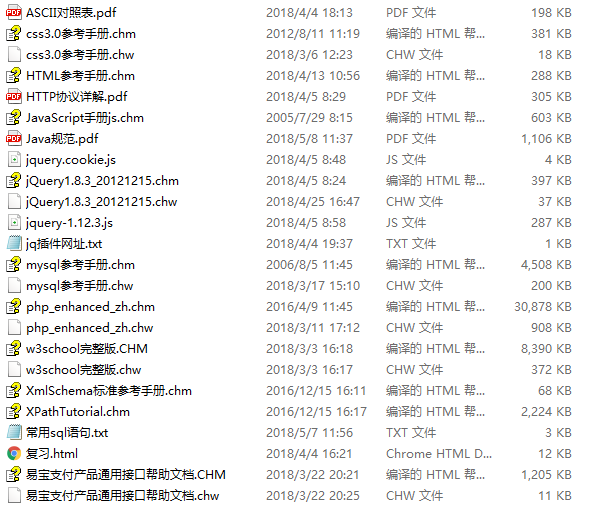 ASCII对照表.pdf 2018/4/4 18:13 PDF 文件 198 KB
css3.0参考手册.chm 2012/8/11 11:19 编译的 HTML 帮... 381 KB
css3.0参考手册.chw 2018/3/6 12:23 CHW 文件 18 KB
HTML参考手册.chm 2018/4/13 10:56 编译的 HTML 帮... 288 KB
HTTP协议详解.pdf 2018/4/5 8:29 PDF 文件 305 KB
JavaScript手册js.chm 2005/7/29 8:15 编译的 HTML 帮... 603 KB
Java规范.pdf 2018/5/8 11:37 PDF 文件 1,106 KB
jquery.cookie.js 2018/4/5 8:48 JS 文件 4 KB
jQuery1.8.3_20121215.chm 2018/4/5 8:24 编译的 HTML 帮... 397 KB
jQuery1.8.3_20121215.chw 2018/4/25 16:47 CHW 文件 37 KB
jquery-1.12.3.js 2018/4/5 8:58 JS 文件 287 KB
jq插件网址.txt 2018/4/4 19:37 TXT 文件 1 KB
mysql参考手册.chm 2006/8/5 11:45 编译的 HTML 帮... 4,508 KB
mysql参考手册.chw 2018/3/17 15:10 CHW 文件 200 KB
php_enhanced_zh.chm 2016/4/9 11:45 编译的 HTML 帮... 30,878 KB
php_enhanced_zh.chw 2018/3/11 17:12 CHW 文件 908 KB
w3school完整版.CHM 2018/3/3 16:18 编译的 HTML 帮... 8,390 KB
w3school完整版.chw 2018/3/3 16:17 CHW 文件 372 KB
XmlSchema标准参考手册.chm 2016/12/15 16:11 编译的 HTML 帮... 68 KB
XPathTutorial.chm 2016/12/15 16:17 编译的 HTML 帮... 2,224 KB
常用sql语句.txt 2018/5/7 11:56 TXT 文件 3 KB
复习.html 2018/4/4 16:21 Chrome HTML D... 12 KB
易宝支付产品通用接口帮助文档.CHM 2018/3/22 20:21 编译的 HTML 帮... 1,205 KB
易宝支付产品通用接口帮助文档.chw 2018/3/22 20:25 CHW 文件 11 KB